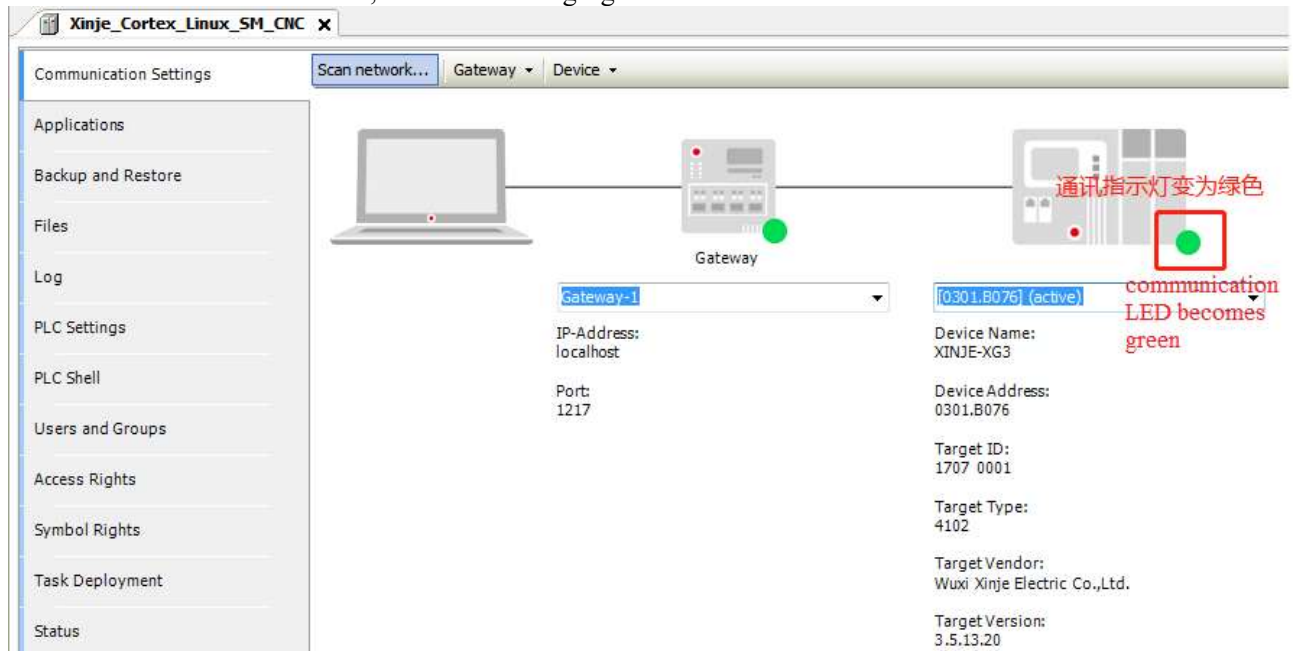 Xinje_Cortex_Linux_SM_CNC X
Communication Settings
Applications
Backup and Restore
Files
Log
PLC Settings
PLC Shell
Users and Groups
Access Rights
Symbol Rights
Task Deployment
Status
Scan network... Gateway Device
Gateway
Gateway-1
IP-Address:
localhost
Port:
1217
通讯指示灯变为绿色
communication
LED becomes
green
[0301.B076] (active)
Device Name:
XINJE-XG3
Device Address:
0301.B076
Target ID:
1707 0001
Target Type:
4102
Target Vendor:
Wuxi Xinje Electric Co.,Ltd.
Target Version:
3.5.13.20